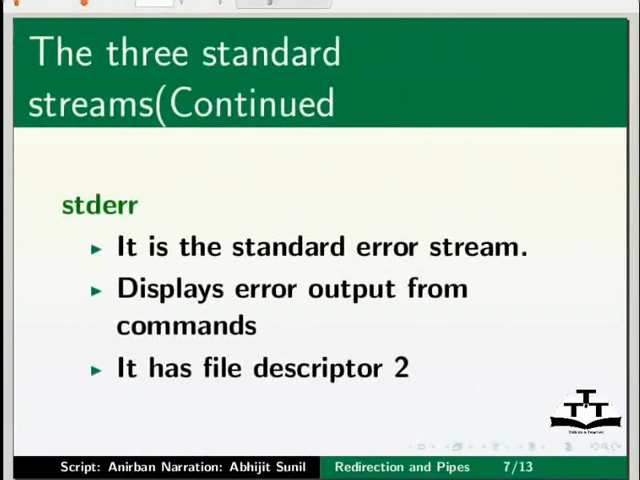 The three standard
streams(Continued
stderr
It is the standard error stream.
Displays error output from
commands
It has file descriptor 2
Script: Anirban Narration: Abhijit Sunil Redirection and Pipes 7/13